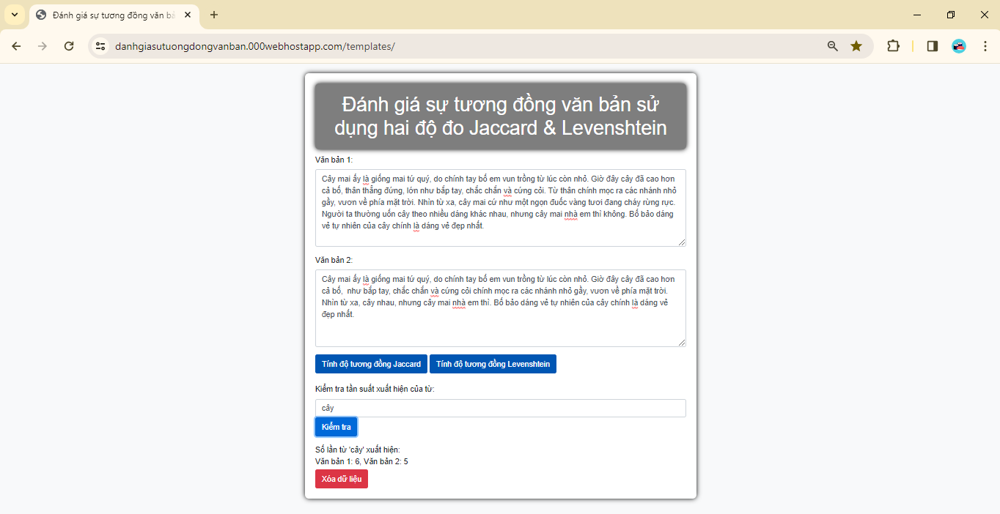 Đánh giá sự tương đồng văn bả
danhgiasutuongdongvanban.000webhostapp.com/templates/
Đánh giá sự tương đồng văn bản sử
dụng hai độ đo Jaccard & Levenshtein
Văn bản 1:
Cây mai ấy là giống mai tứ quý, do chính tay bố em vun trồng từ lúc còn nhỏ. Giờ đây cây đã cao hơn
cả bố, thân thẳng đứng, lớn như bắp tay, chắc chắn và cứng cỏi. Từ thân chính mọc ra các nhánh nhỏ
gầy, vươn về phía mặt trời. Nhìn từ xa, cây mai cứ như một ngọn đuốc vàng tươi đang cháy rừng rực.
Người ta thường uốn cây theo nhiều dáng khác nhau, nhưng cây mai nhà em thì không. Bố bảo dáng
vẻ tự nhiên của cây chính là dáng vẻ đẹp nhất.
Văn bản 2:
Cây mai ấy là giống mai tứ quý, do chính tay bố em vun trồng từ lúc còn nhỏ. Giờ đây cây đã cao hơn
cả bố,  như bắp tay, chắc chắn và cứng cỏi chính mọc ra các nhánh nhỏ gầy, vươn về phía mặt trời.
Nhìn từ xa, cây nhau, nhưng cây mai nhà em thì. Bố bảo dáng vẻ tự nhiên của cây chính là dáng vẻ
đẹp nhất.
Tính độ tương đồng Jaccard Tính độ tương đồng Levenshtein
Kiểm tra tần suất xuất hiện của từ:
cây
Kiểm tra
Số lần từ 'cây' xuất hiện:
Văn bản 1: 6, Văn bản 2: 5
Xóa dữ liệu